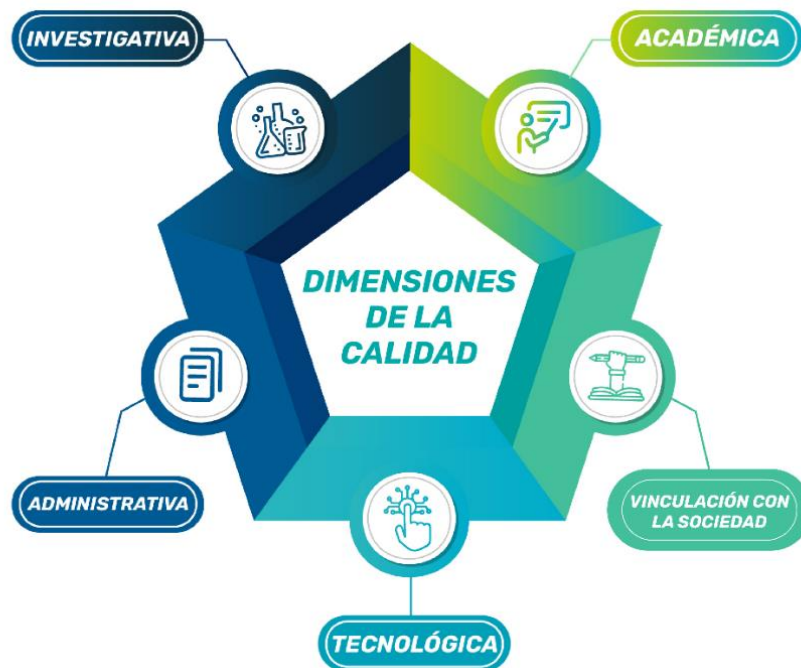 INVESTIGATIVA
ACADÉMICA
DIMENSIONES
DE LA
CALIDAD
ADMINISTRATIVA
VINCULACIÓN CON
LA SOCIEDAD
TECNOLÓGICA